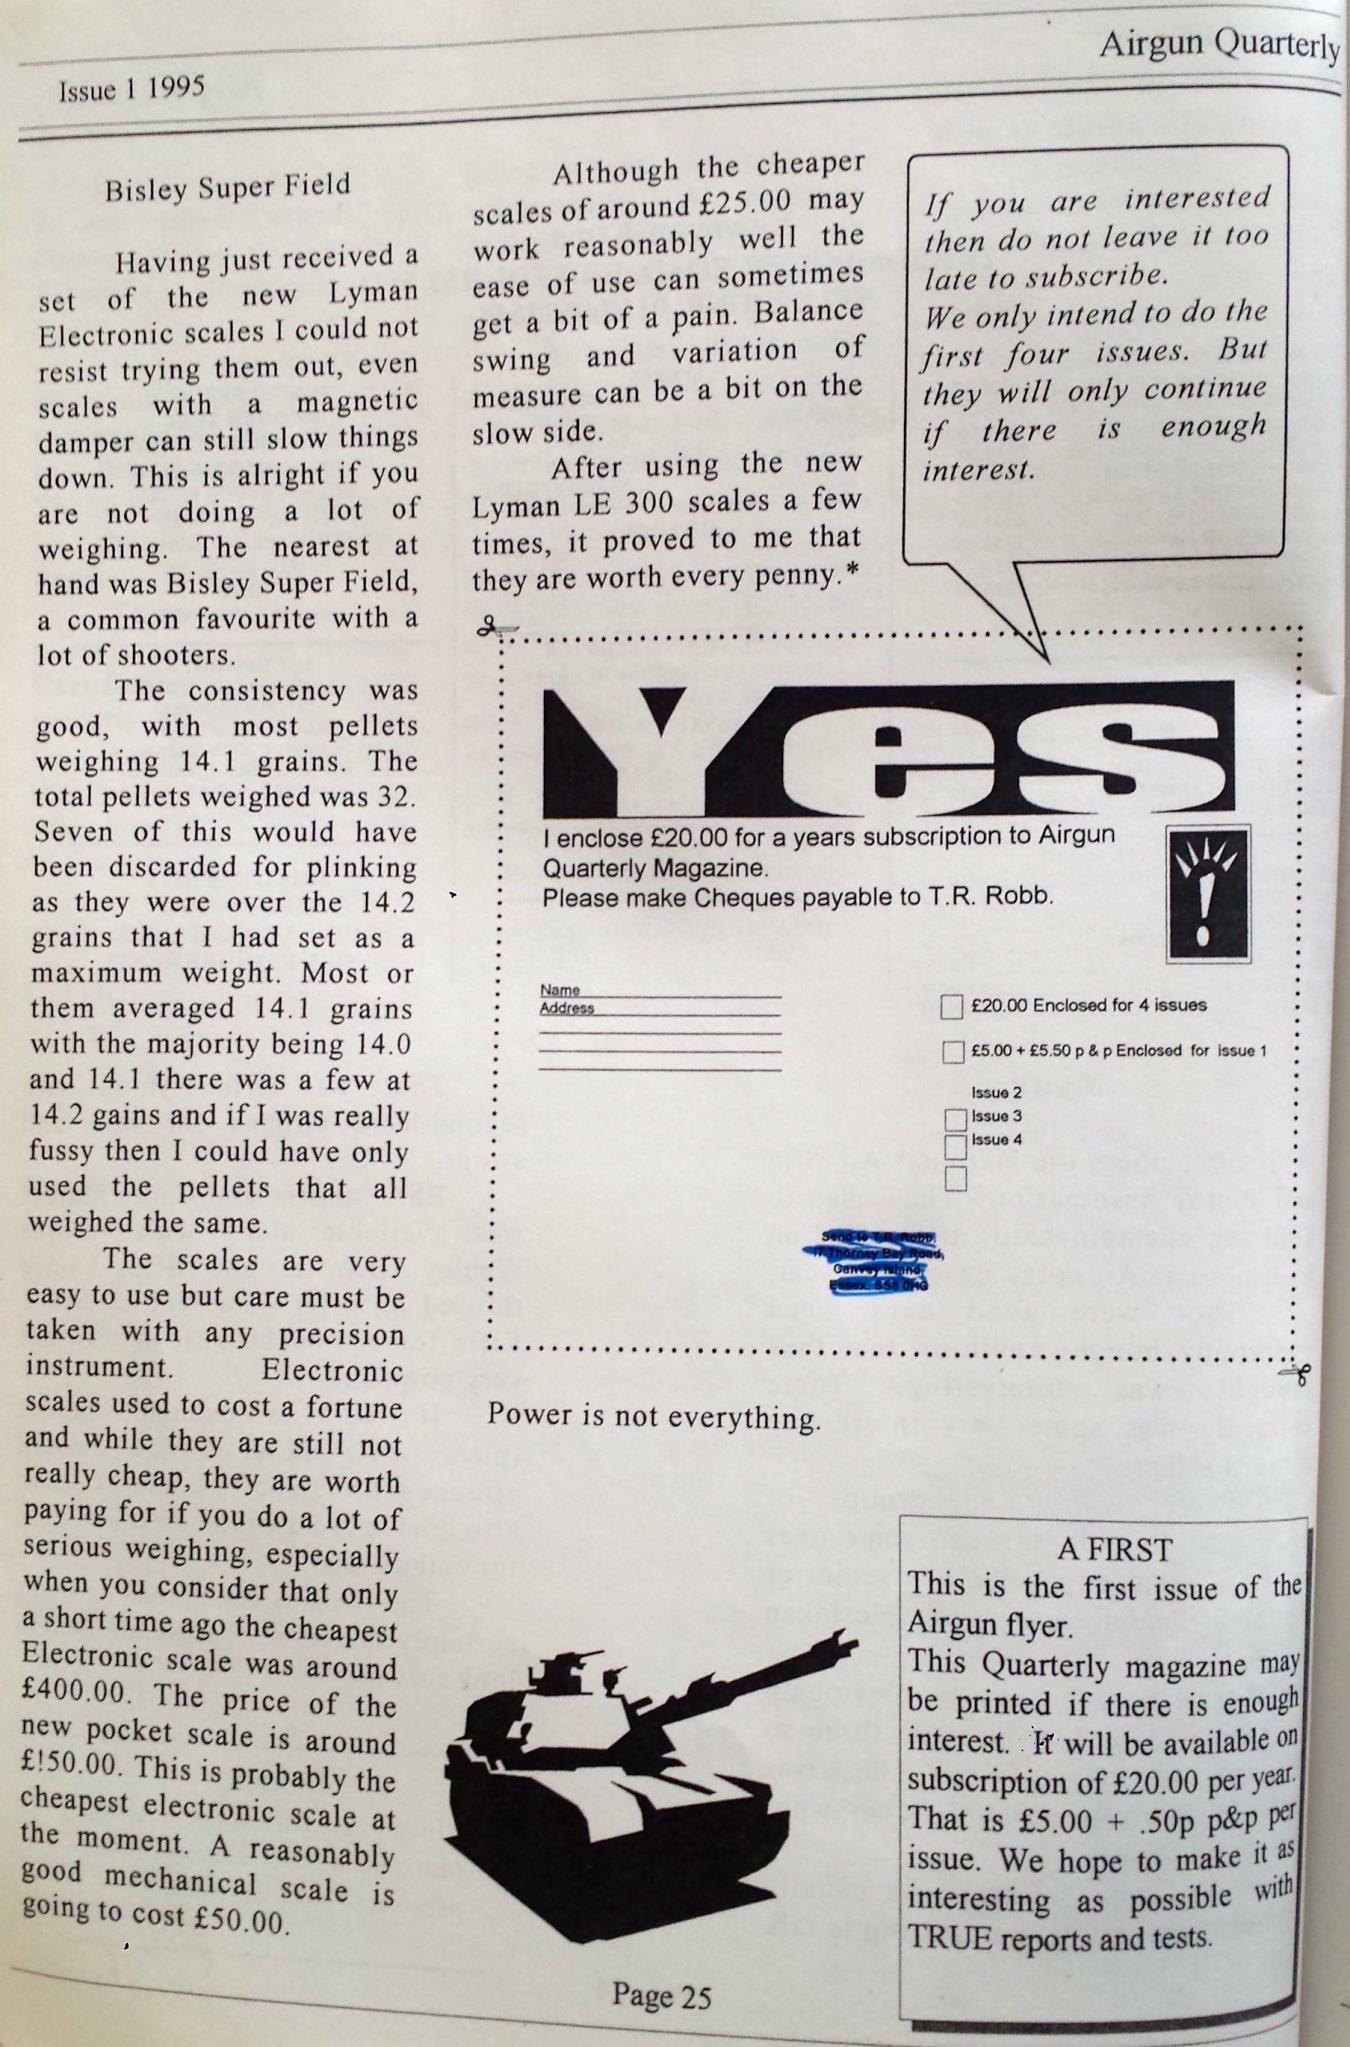 Issue 1 1995
Airgun Quarterly
Bisley Super Field
Having just received a
set of the new Lyman
Electronic scales I could not
resist trying them out, even
scales with a magnetic
damper can still slow things
down. This is alright if you
are not doing a lot of
weighing. The nearest at
hand was Bisley Super Field,
a common favourite with a
lot of shooters.
The consistency was
good, with most pellets
weighing 14.1 grains. The
total pellets weighed was 32.
Seven of this would have
been discarded for plinking
as they were over the 14.2
grains that I had set as a
maximum weight. Most or
them averaged 14.1 grains
with the majority being 14.0
and 14.1 there was a few at
14.2 gains and if I was really
fussy then I could have only
used the pellets that all
weighed the same.
The scales are very
easy to use but care must be
taken with any precision
instrument. Electronic
scales used to cost a fortune
and while they are still not
really cheap, they are worth
paying for if you do a lot of
serious weighing, especially
when you consider that only
a short time ago the cheapest
Electronic scale was around
£400.00. The price of the
new pocket scale is around
£!50.00. This is probably the
cheapest electronic scale at
the moment. A reasonably
good mechanical scale is
going to cost £50.00.
Although the cheaper
scales of around £25.00 may
work reasonably well the
ease of use can sometimes
get a bit of a pain. Balance
swing and variation of
measure can be a bit on the
slow side.
After using the new
Lyman LE 300 scales a few
times, it proved to me that
they are worth every penny.*
If you are interested
then do not leave it too
late to subscribe.
We only intend to do the
first four issues. But
they will only continue
if there is enough
interest.
Yes
I enclose £20.00 for a years subscription to Airgun
Quarterly Magazine.
Please make Cheques payable to T.R. Robb.
Name
Address
£20.00 Enclosed for 4 issues
£5.00 + £5.50 p & p Enclosed for issue 1
Issue 2
Issue 3
Issue 4
Send to T.R. Robb.
17 Thorney Bay Road,
Canvey Island,
Essex. SS8 0HG
Power is not everything.
A FIRST
This is the first issue of the
Airgun flyer.
This Quarterly magazine may
be printed if there is enough
interest. It will be available on
subscription of £20.00 per year.
That is £5.00 + .50p p&p per
issue. We hope to make it as
interesting as possible with
TRUE reports and tests.
Page 25